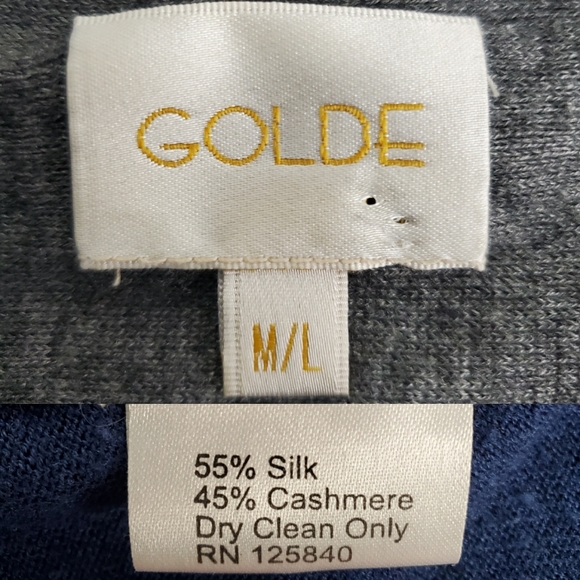 GOLDE
M/L
55% Silk
45% Cashmere
Dry Clean Only
RN 125840